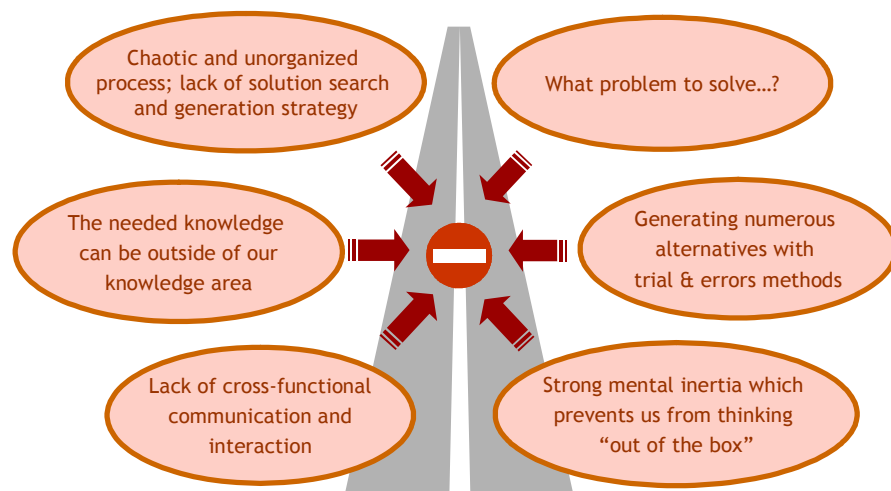 Chaotic and unorganized
process; lack of solution search
and generation strategy
What problem to solve…?
The needed knowledge
can be outside of our
knowledge area
Generating numerous
alternatives with
trial & errors methods
Lack of cross-functional
communication and
interaction
Strong mental inertia which
prevents us from thinking
“out of the box”